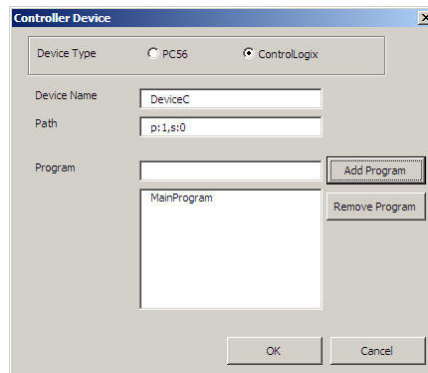 Controller Device
Device Type PC56 ControlLogix
Device Name DeviceC
Path p:1,s:0
Program Add Program
MainProgram
Remove Program
OK Cancel